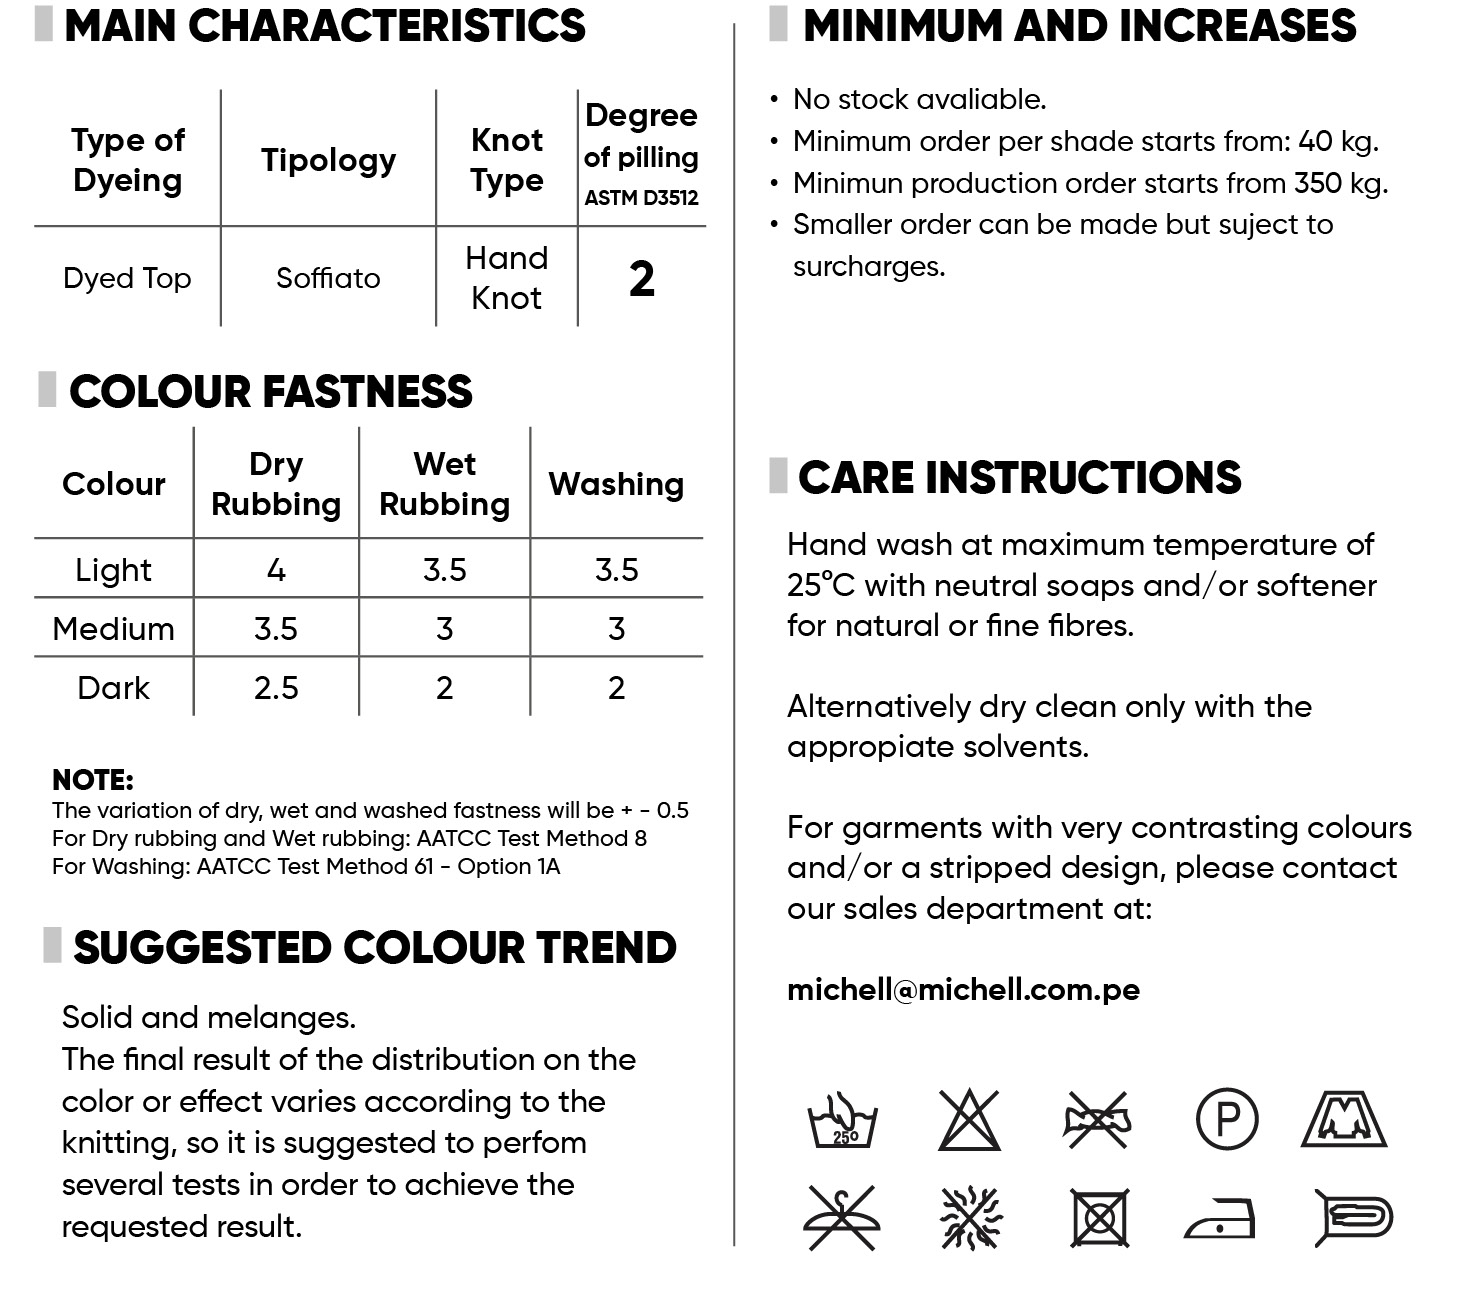 MAIN CHARACTERISTICS
Type of
Dyeing
Tipology
Knot
Type
Degree
of pilling
ASTM D3512
Dyed Top
Soffiato
Hand
Knot
2
COLOUR FASTNESS
Colour
Dry
Rubbing
Wet
Rubbing
Washing
Light 4 3.5 3.5
Medium 3.5 3 3
Dark 2.5 2 2
NOTE:
The variation of dry, wet and washed fastness will be + - 0.5
For Dry rubbing and Wet rubbing: AATCC Test Method 8
For Washing: AATCC Test Method 61 - Option 1A
SUGGESTED COLOUR TREND
Solid and melanges.
The final result of the distribution on the
color or effect varies according to the
knitting, so it is suggested to perfom
several tests in order to achieve the
requested result.
MINIMUM AND INCREASES
• No stock avaliable.
• Minimum order per shade starts from: 40 kg.
• Minimun production order starts from 350 kg.
• Smaller order can be made but suject to
surcharges.
CARE INSTRUCTIONS
Hand wash at maximum temperature of
25°C with neutral soaps and/or softener
for natural or fine fibres.
Alternatively dry clean only with the
appropiate solvents.
For garments with very contrasting colours
and/or a stripped design, please contact
our sales department at:
michell@michell.com.pe
25º
P